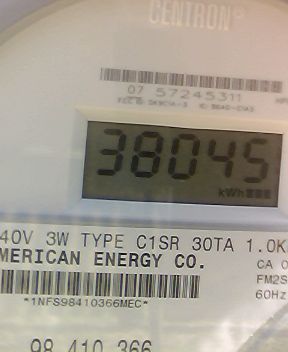 CENTRON®
07 57245311
38045
kWh
40V 3W TYPE C1SR 30TA 1.0K
MERICAN ENERGY CO.
CA 0
FM2S
*1NFS98410366MEC*
60Hz
98 410 366